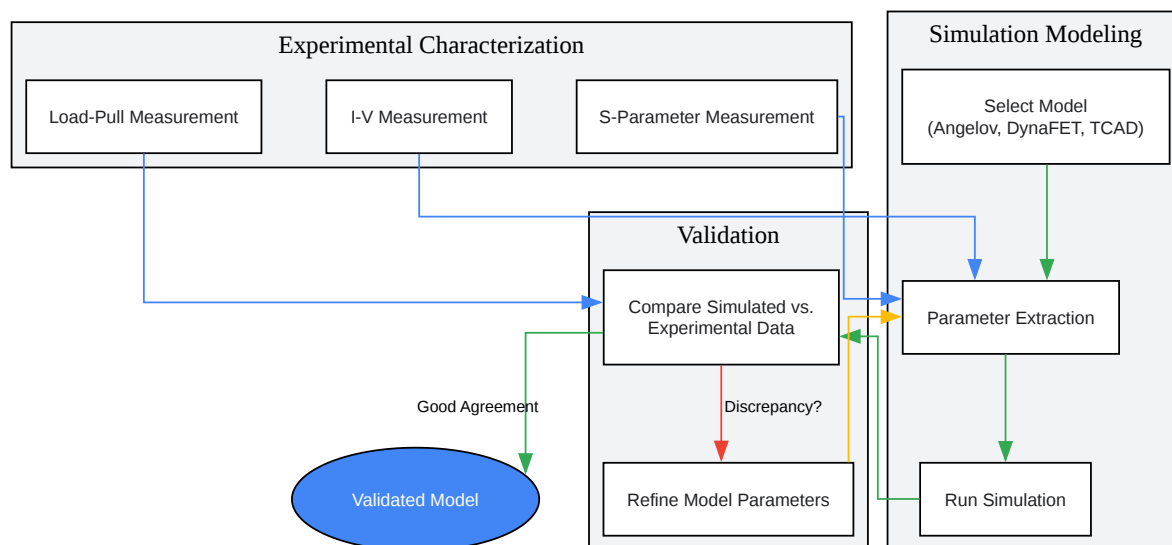 Experimental Characterization
Load-Pull Measurement
I-V Measurement
S-Parameter Measurement
Simulation Modeling
Select Model
(Angelov, DynaFET, TCAD)
Validation
Compare Simulated vs.
Experimental Data
Parameter Extraction
Good Agreement
Discrepancy?
Validated Model
Refine Model Parameters
Run Simulation